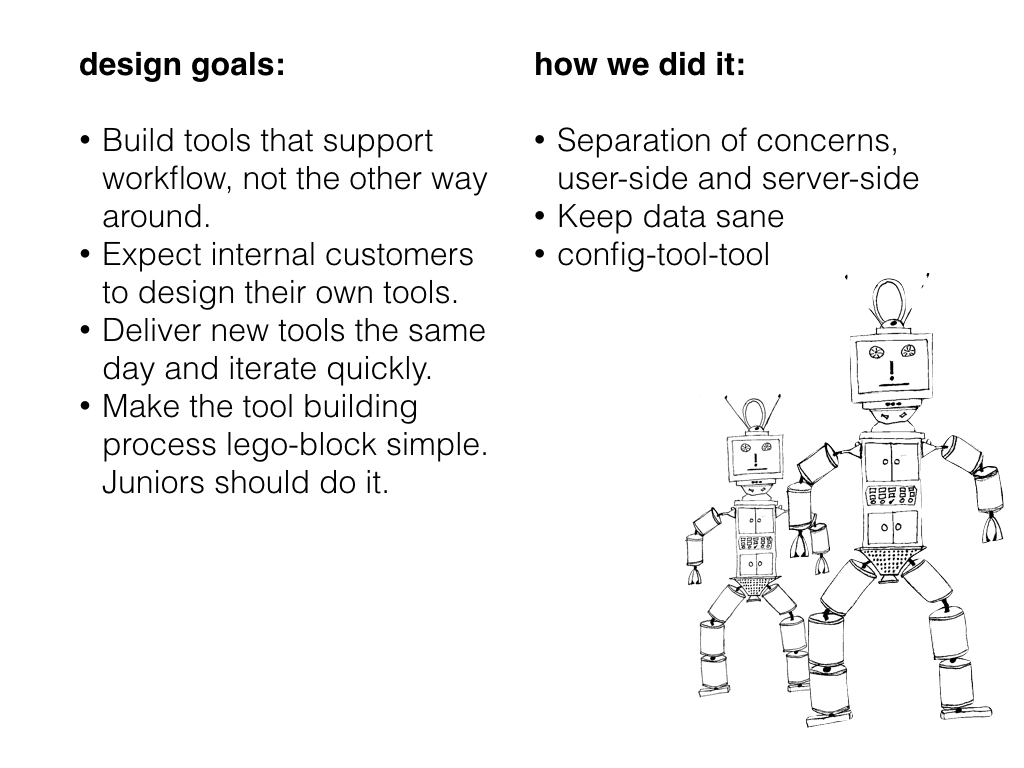 design goals:
• Build tools that support
workflow, not the other way
around.
• Expect internal customers
to design their own tools.
• Deliver new tools the same
day and iterate quickly.
• Make the tool building
process lego-block simple.
Juniors should do it.
how we did it:
• Separation of concerns,
user-side and server-side
• Keep data sane
• config-tool-tool